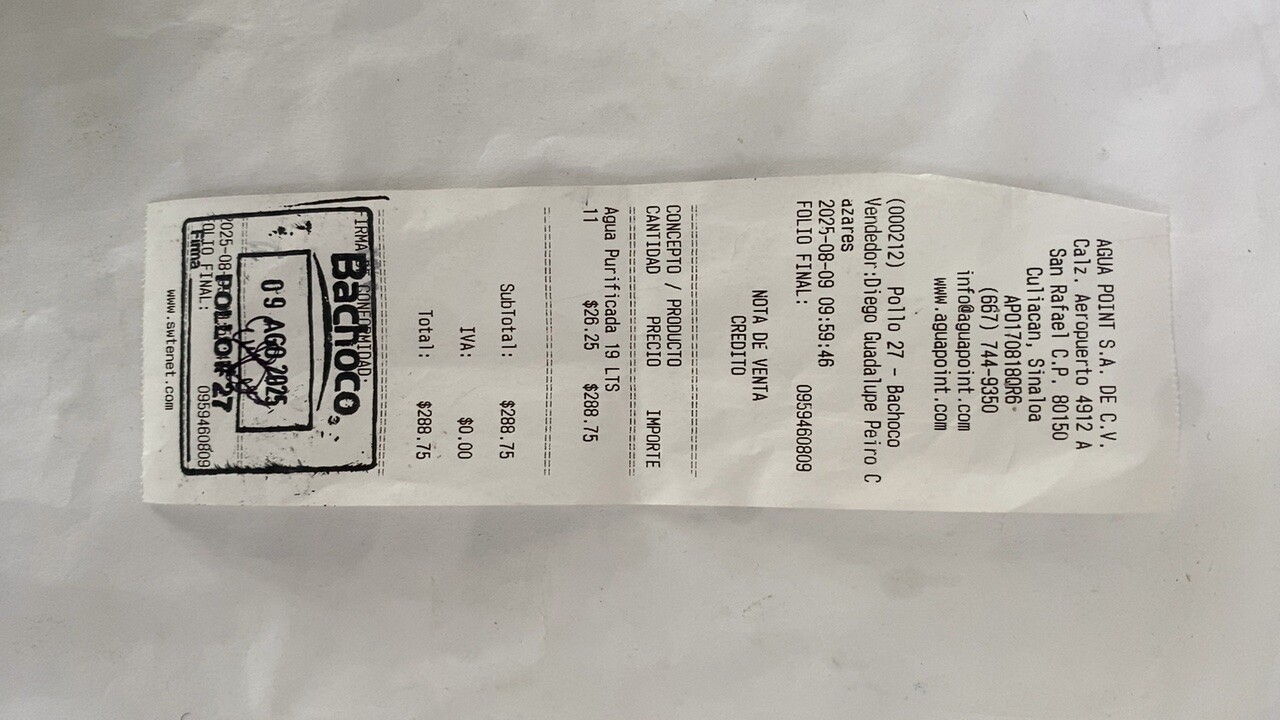 AGUA POINT S.A. DE C.V.
Calz. Aeropuerto 4912 A
San Rafael C.P. 80150
Culiacan, Sinaloa
APO170818QR6
(667) 744-9350
info@aguapoint.com
www.aguapoint.com
(000212) Pollo 27 - Bachoco
Vendedor:Diego Guadalupe Peiro C
azares
2025-08-09 09:59:46
FOLIO FINAL: 0959460809
NOTA DE VENTA
CREDITO
CONCEPTO / PRODUCTO
CANTIDAD PRECIO IMPORTE
Agua Purificada 19 LTS
11 $26.25 $288.75
SubTotal: $288.75
IVA: $0.00
Total: $288.75
FIRMA CONFORMIDAD:
Bachoco
09 AGO 2025
2025-08-
POLLO # 27
FOLIO FINAL: 0959460809
Firma
www.swtenet.com